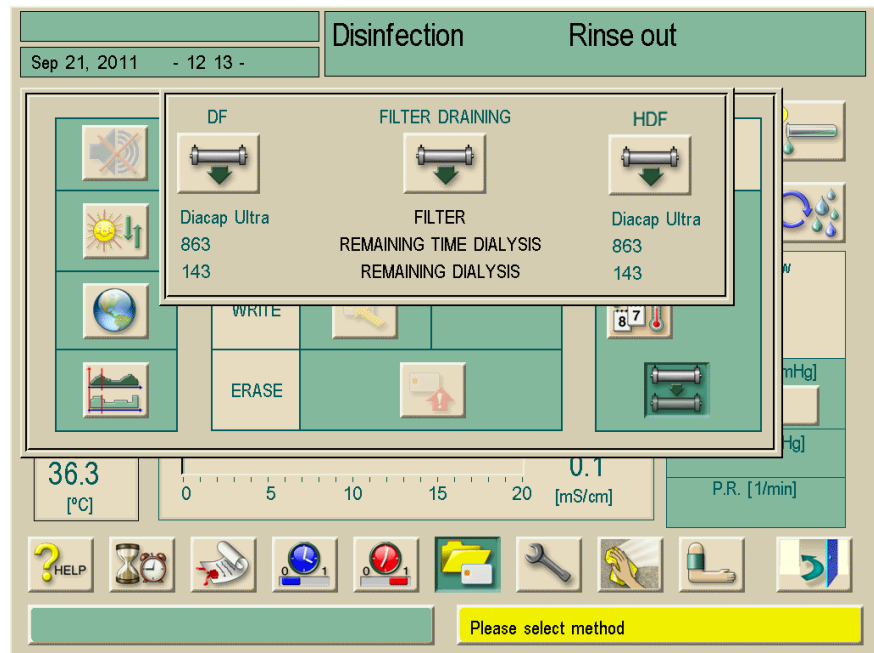 Disinfection Rinse out
Sep 21, 2011 - 12 13 -
DF FILTER DRAINING HDF
Diacap Ultra FILTER Diacap Ultra
863 REMAINING TIME DIALYSIS 863
143 REMAINING DIALYSIS 143
WRITE
8 7
ERASE
mHg]
Hg]
36.3
[ºC]
0 5 10 15 20
0.1
[mS/cm]
P.R. [1/min]
?HELP
0 1
0 1
Please select method